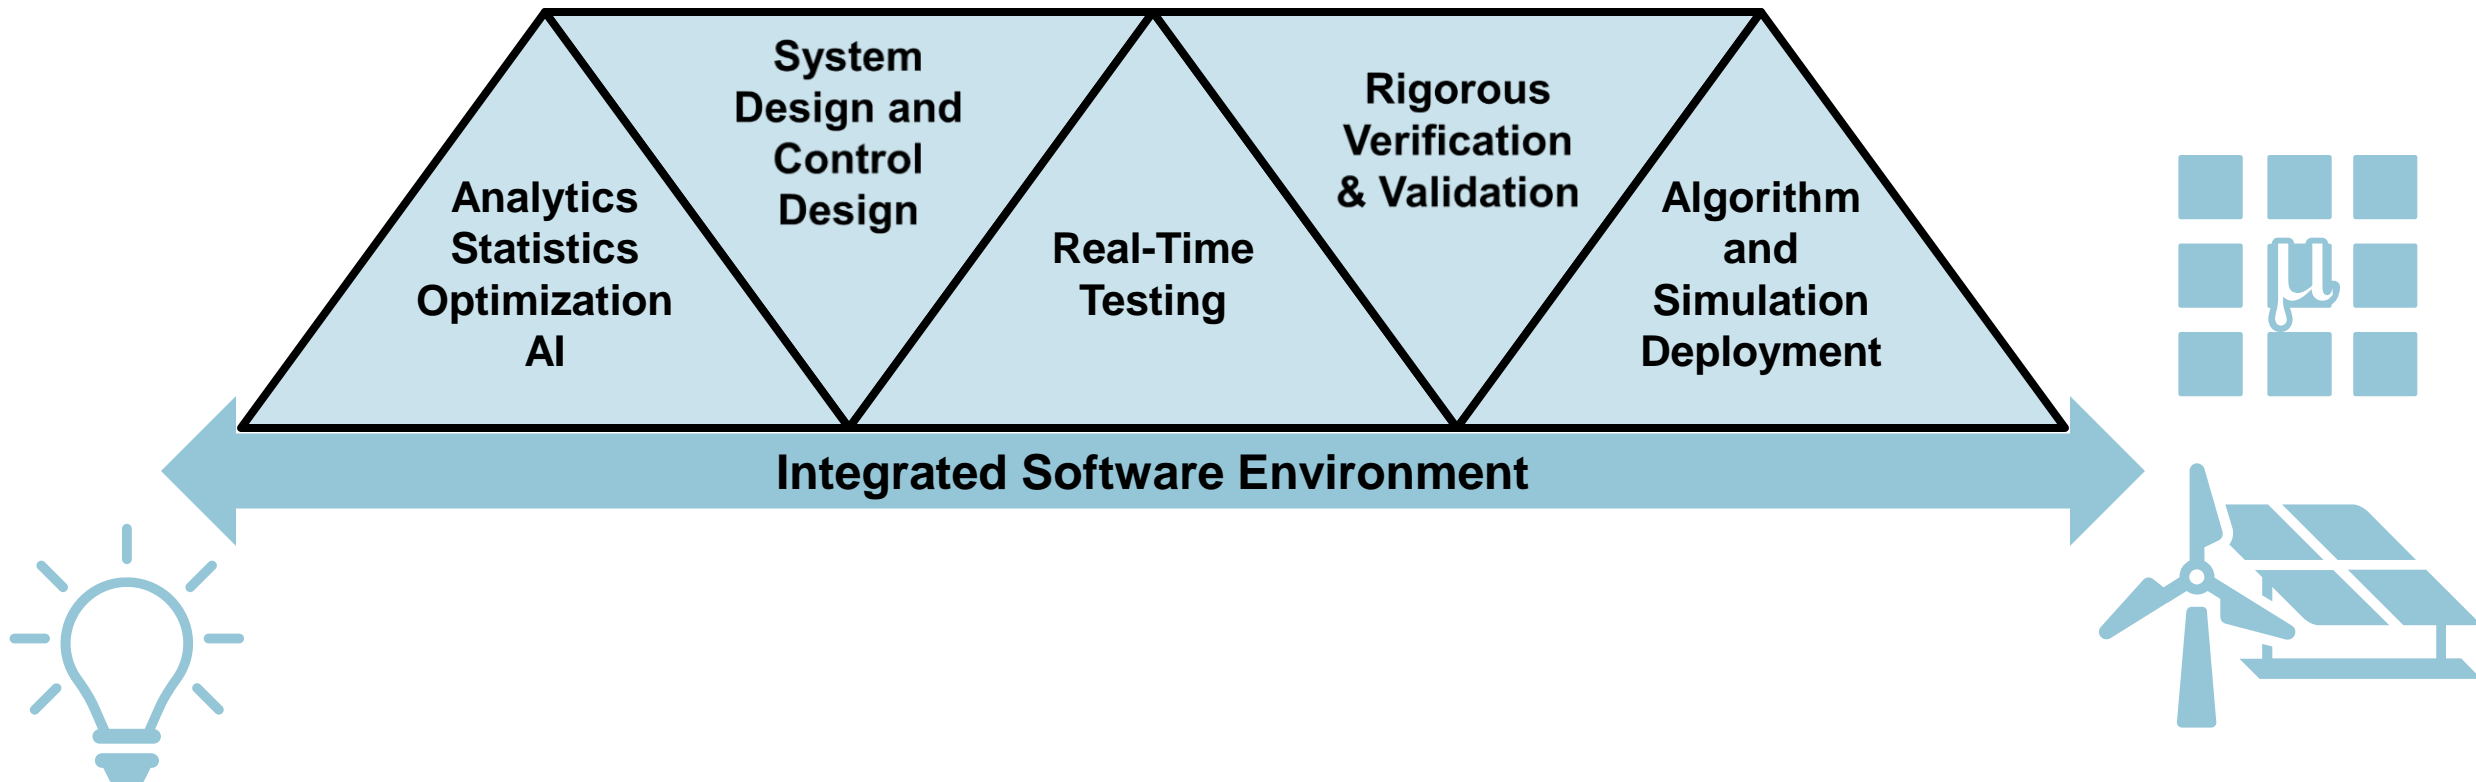 System
Design and
Control
Design
Rigorous
Verification
& Validation
Analytics
Statistics
Optimization
AI
Real-Time
Testing
Algorithm
and
Simulation
Deployment
μ
Integrated Software Environment